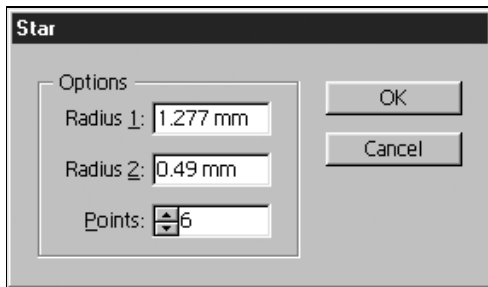 Star
Options
Radius 1: 1.277 mm
Radius 2: 0.49 mm
Points: 6
OK
Cancel